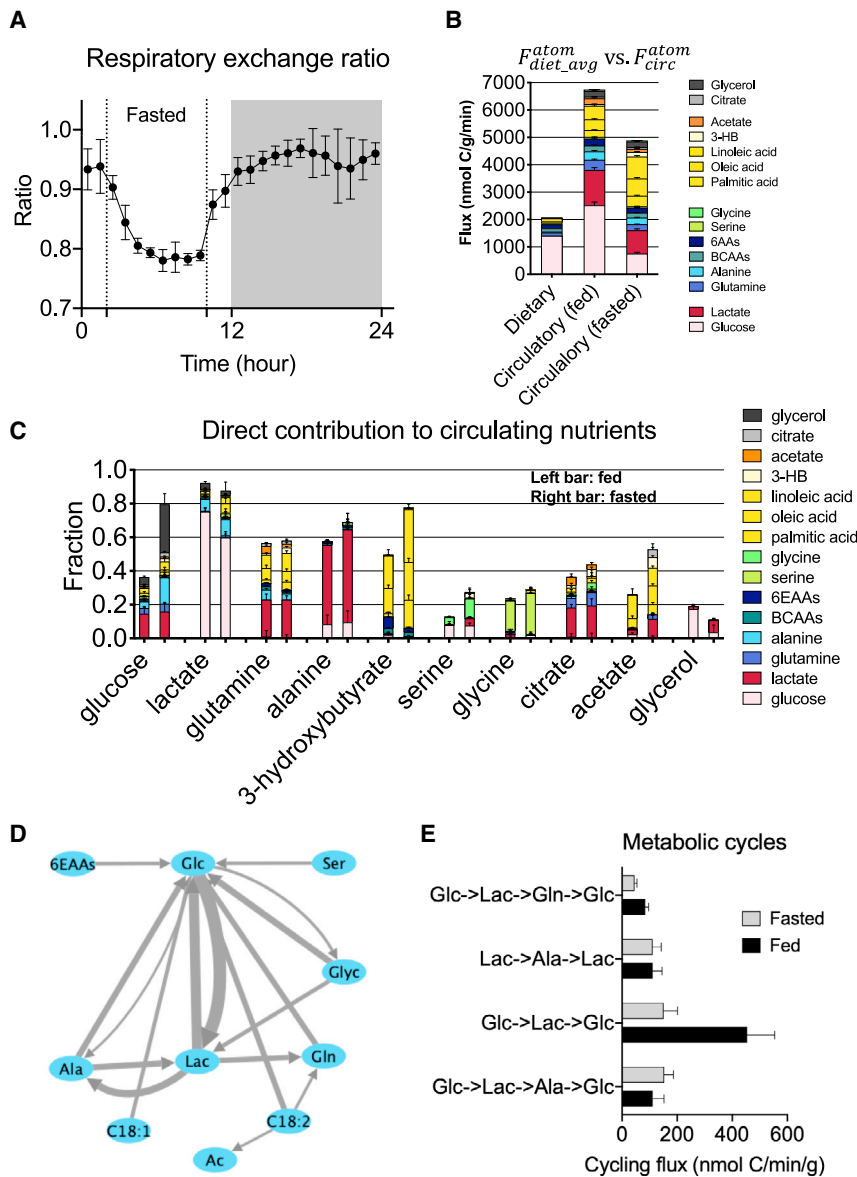 A
Respiratory exchange ratio
Fasted
1.0
0.9
0.8
0.7
Ratio
0
12
24
Time (hour)
B
F^{atom}_{diet_avg} vs. F^{atom}_{circ}
7000
6000
5000
4000
3000
2000
1000
0
Flux (nmol C/g/min)
Dietary
Circulatory (fed)
Circulalory (fasted)
Glycerol
Citrate
Acetate
3-HB
Linoleic acid
Oleic acid
Palmitic acid
Glycine
Serine
6AAs
BCAAs
Alanine
Glutamine
Lactate
Glucose
C
Direct contribution to circulating nutrients
Left bar: fed
Right bar: fasted
1.0
0.8
0.6
0.4
0.2
0.0
Fraction
glucose
lactate
glutamine
alanine
3-hydroxybutyrate
serine
glycine
citrate
acetate
glycerol
glycerol
citrate
acetate
3-HB
linoleic acid
oleic acid
palmitic acid
glycine
serine
6EAAs
BCAAs
alanine
glutamine
lactate
glucose
D
6EAAs
Glc
Ser
Glyc
Ala
Lac
Gln
C18:1
C18:2
Ac
E
Metabolic cycles
Glc->Lac->Gln->Glc
Lac->Ala->Lac
Glc->Lac->Glc
Glc->Lac->Ala->Glc
Fasted
Fed
0
200
400
600
Cycling flux (nmol C/min/g)